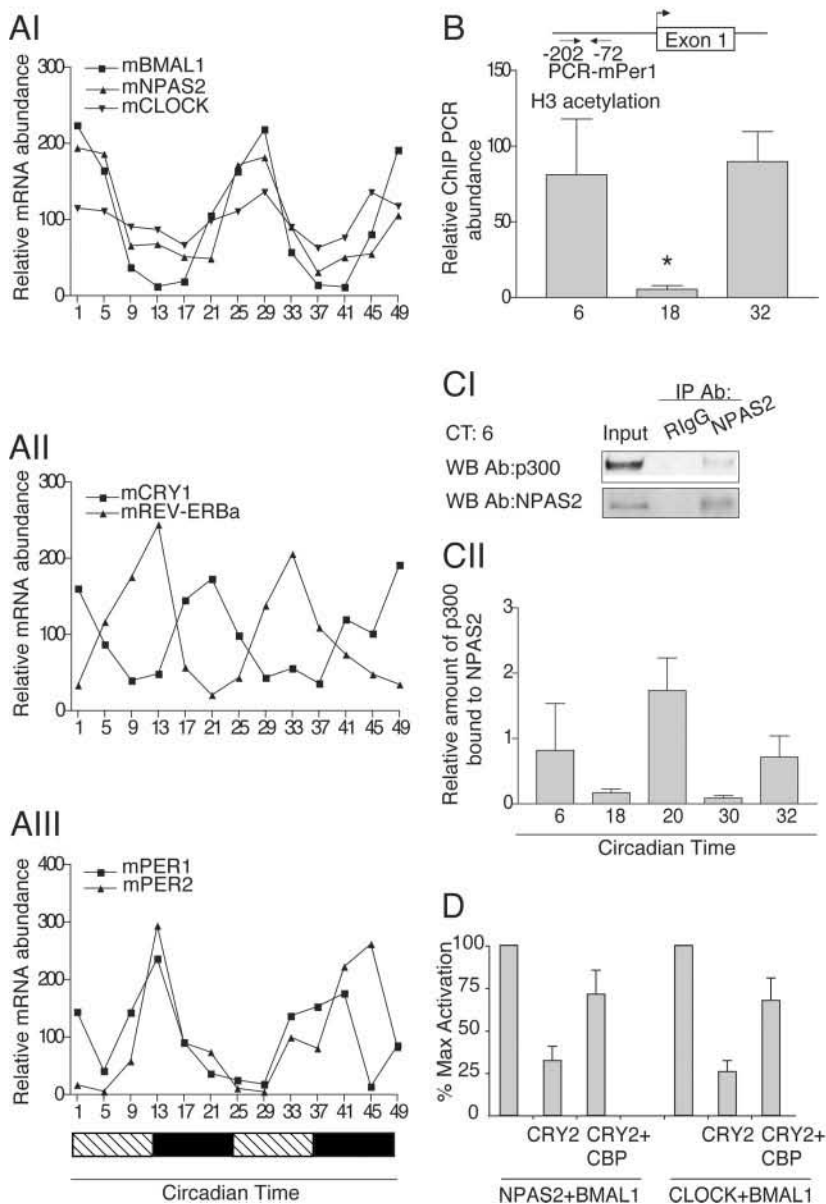 AI
Relative mRNA abundance
300
200
100
0
mBMAL1
mNPAS2
mCLOCK
1 5 9 13 17 21 25 29 33 37 41 45 49
AII
Relative mRNA abundance
300
200
100
0
mCRY1
mREV-ERBa
1 5 9 13 17 21 25 29 33 37 41 45 49
AIII
Relative mRNA abundance
400
300
200
100
0
mPER1
mPER2
1 5 9 13 17 21 25 29 33 37 41 45 49
Circadian Time
B
Exon 1
-202 -72
PCR-mPer1
H3 acetylation
Relative ChIP PCR
abundance
150
100
50
0
*
6 18 32
CI
IP Ab:
CT: 6
Input RIgG NPAS2
WB Ab:p300
WB Ab:NPAS2
CII
Relative amount of p300
bound to NPAS2
3
2
1
0
6 18 20 30 32
Circadian Time
D
% Max Activation
100
75
50
25
0
CRY2 CRY2+
CBP
CRY2 CRY2+
CBP
NPAS2+BMAL1 CLOCK+BMAL1